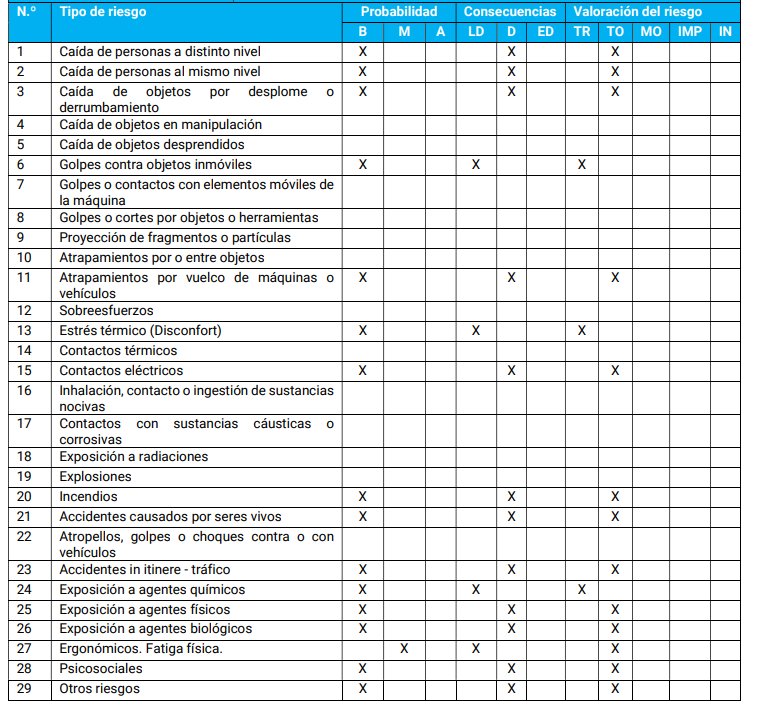 N.º Tipo de riesgo Probabilidad Consecuencias Valoración del riesgo
B M A LD D ED TR TO MO IMP IN
1 Caída de personas a distinto nivel X X X
2 Caída de personas al mismo nivel X X X
3 Caída de objetos por desplome o X X X
derrumbamiento
4 Caída de objetos en manipulación
5 Caída de objetos desprendidos
6 Golpes contra objetos inmóviles X X X
7 Golpes o contactos con elementos móviles de
la máquina
8 Golpes o cortes por objetos o herramientas
9 Proyección de fragmentos o partículas
10 Atrapamientos por o entre objetos
11 Atrapamientos por vuelco de máquinas o X X X
vehículos
12 Sobreesfuerzos
13 Estrés térmico (Disconfort) X X X
14 Contactos térmicos
15 Contactos eléctricos X X X
16 Inhalación, contacto o ingestión de sustancias
nocivas
17 Contactos con sustancias cáusticas o
corrosivas
18 Exposición a radiaciones
19 Explosiones
20 Incendios X X X
21 Accidentes causados por seres vivos X X X
22 Atropellos, golpes o choques contra o con
vehículos
23 Accidentes in itinere - tráfico X X X
24 Exposición a agentes químicos X X X
25 Exposición a agentes físicos X X X
26 Exposición a agentes biológicos X X X
27 Ergonómicos. Fatiga física. X X X
28 Psicosociales X X X
29 Otros riesgos X X X